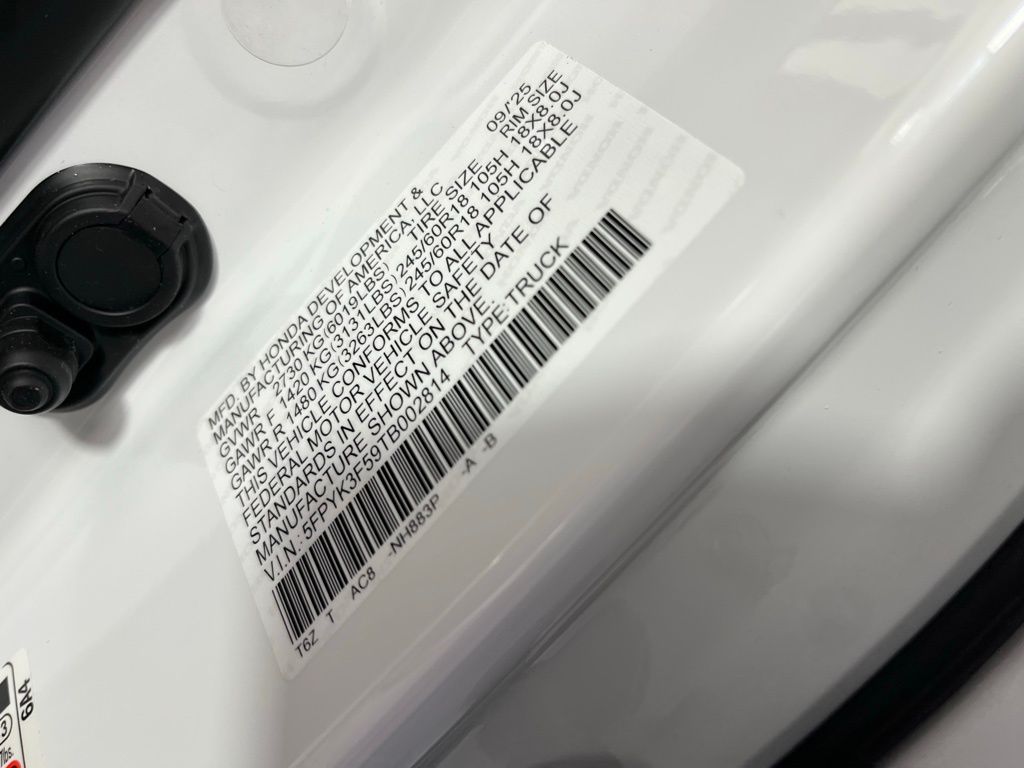 MFD. BY HONDA DEVELOPMENT &
MANUFACTURING OF AMERICA, LLC 09/'25
GVWR 2730 KG(6019LBS) TIRE SIZE RIM SIZE
GAWR F 1420 KG(3131LBS) 245/60R18 105H 18X8.0J
GAWR R 1480 KG(3263LBS) 245/60R18 105H 18X8.0J
THIS VEHICLE CONFORMS TO ALL APPLICABLE
FEDERAL MOTOR VEHICLE SAFETY
STANDARDS IN EFFECT ON THE DATE OF
MANUFACTURE SHOWN ABOVE.
V.I.N: 5FPYK3F59TB002814 TYPE: TRUCK
T6Z T AC8 -NH883P -A -B
6A4
3
lbs.